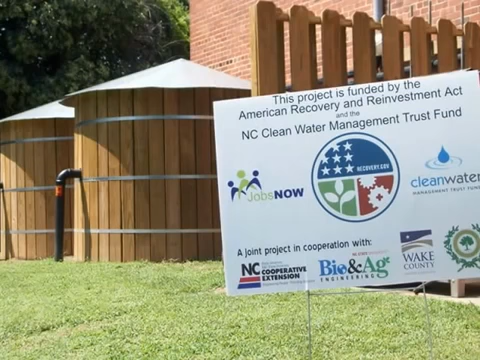 This project is funded by the
American Recovery and Reinvestment Act
and the
NC Clean Water Management Trust Fund
RECOVERY.GOV
JobsNOW
cleanwater
MANAGEMENT TRUST FUND
A joint project in cooperation with:
NC COOPERATIVE
EXTENSION
Bio&Ag
ENGINEERING
WAKE
COUNTY